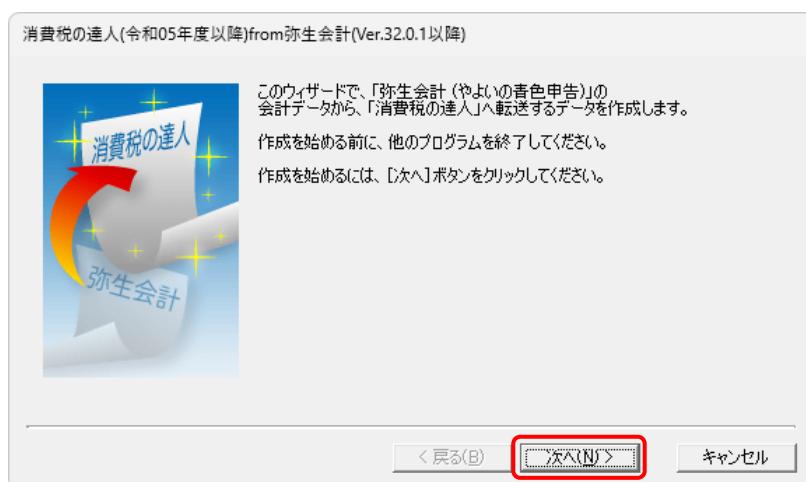 消費税の達人(令和05年度以降)from弥生会計(Ver.32.0.1以降)
消費税の達人
弥生会計
このウィザードで、「弥生会計（やよいの青色申告）」の
会計データから、「消費税の達人」へ転送するデータを作成します。
作成を始める前に、他のプログラムを終了してください。
作成を始めるには、［次へ］ボタンをクリックしてください。
< 戻る(B)
次へ(N) >
キャンセル